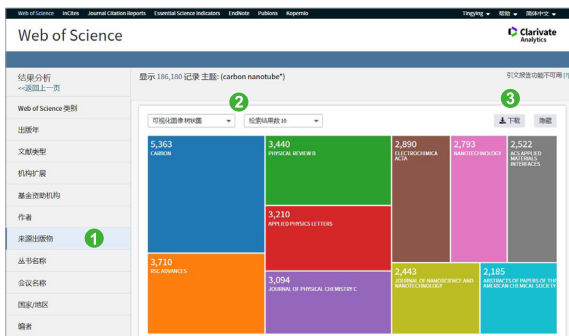 Web of Science InCites Journal Citation Reports Essential Science Indicators EndNote Publons Kopernio Tingying 帮助 简体中文
Web of Science
Clarivate
Analytics
结果分析
<<返回上一页
显示 186,180 记录 主题: (carbon nanotube*)
引文报告功能不可用 [?]
Web of Science 类别
出版年
文献类型
机构扩展
基金资助机构
作者
来源出版物
丛书名称
会议名称
国家/地区
编者
1
2
3
可视化图像 树状图
检索结果数 10
下载
隐藏
5,363
CARBON
3,440
PHYSICAL REVIEW B
2,890
ELECTROCHIMICA
ACTA
2,793
NANOTECHNOLOGY
2,522
ACS APPLIED
MATERIALS
INTERFACES
3,210
APPLIED PHYSICS LETTERS
3,710
RSC ADVANCES
3,094
JOURNAL OF PHYSICAL CHEMISTRY C
2,443
JOURNAL OF NANOSCIENCE AND
NANOTECHNOLOGY
2,185
ABSTRACTS OF PAPERS OF THE
AMERICAN CHEMICAL SOCIETY